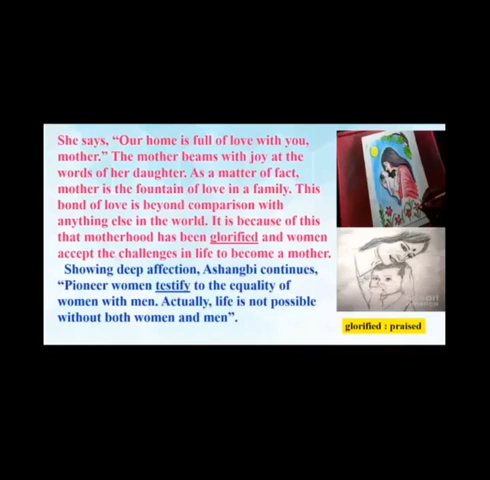 She says, “Our home is full of love with you,
mother.” The mother beams with joy at the
words of her daughter. As a matter of fact,
mother is the fountain of love in a family. This
bond of love is beyond comparison with
anything else in the world. It is because of this
that motherhood has been glorified and women
accept the challenges in life to become a mother.
Showing deep affection, Ashangbi continues,
“Pioneer women testify to the equality of
women with men. Actually, life is not possible
without both women and men”.
glorified : praised